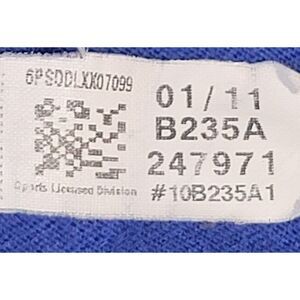 6PSDDLXX07099
Sports Licensed Division
01/11
B235A
247971
#10B235A1